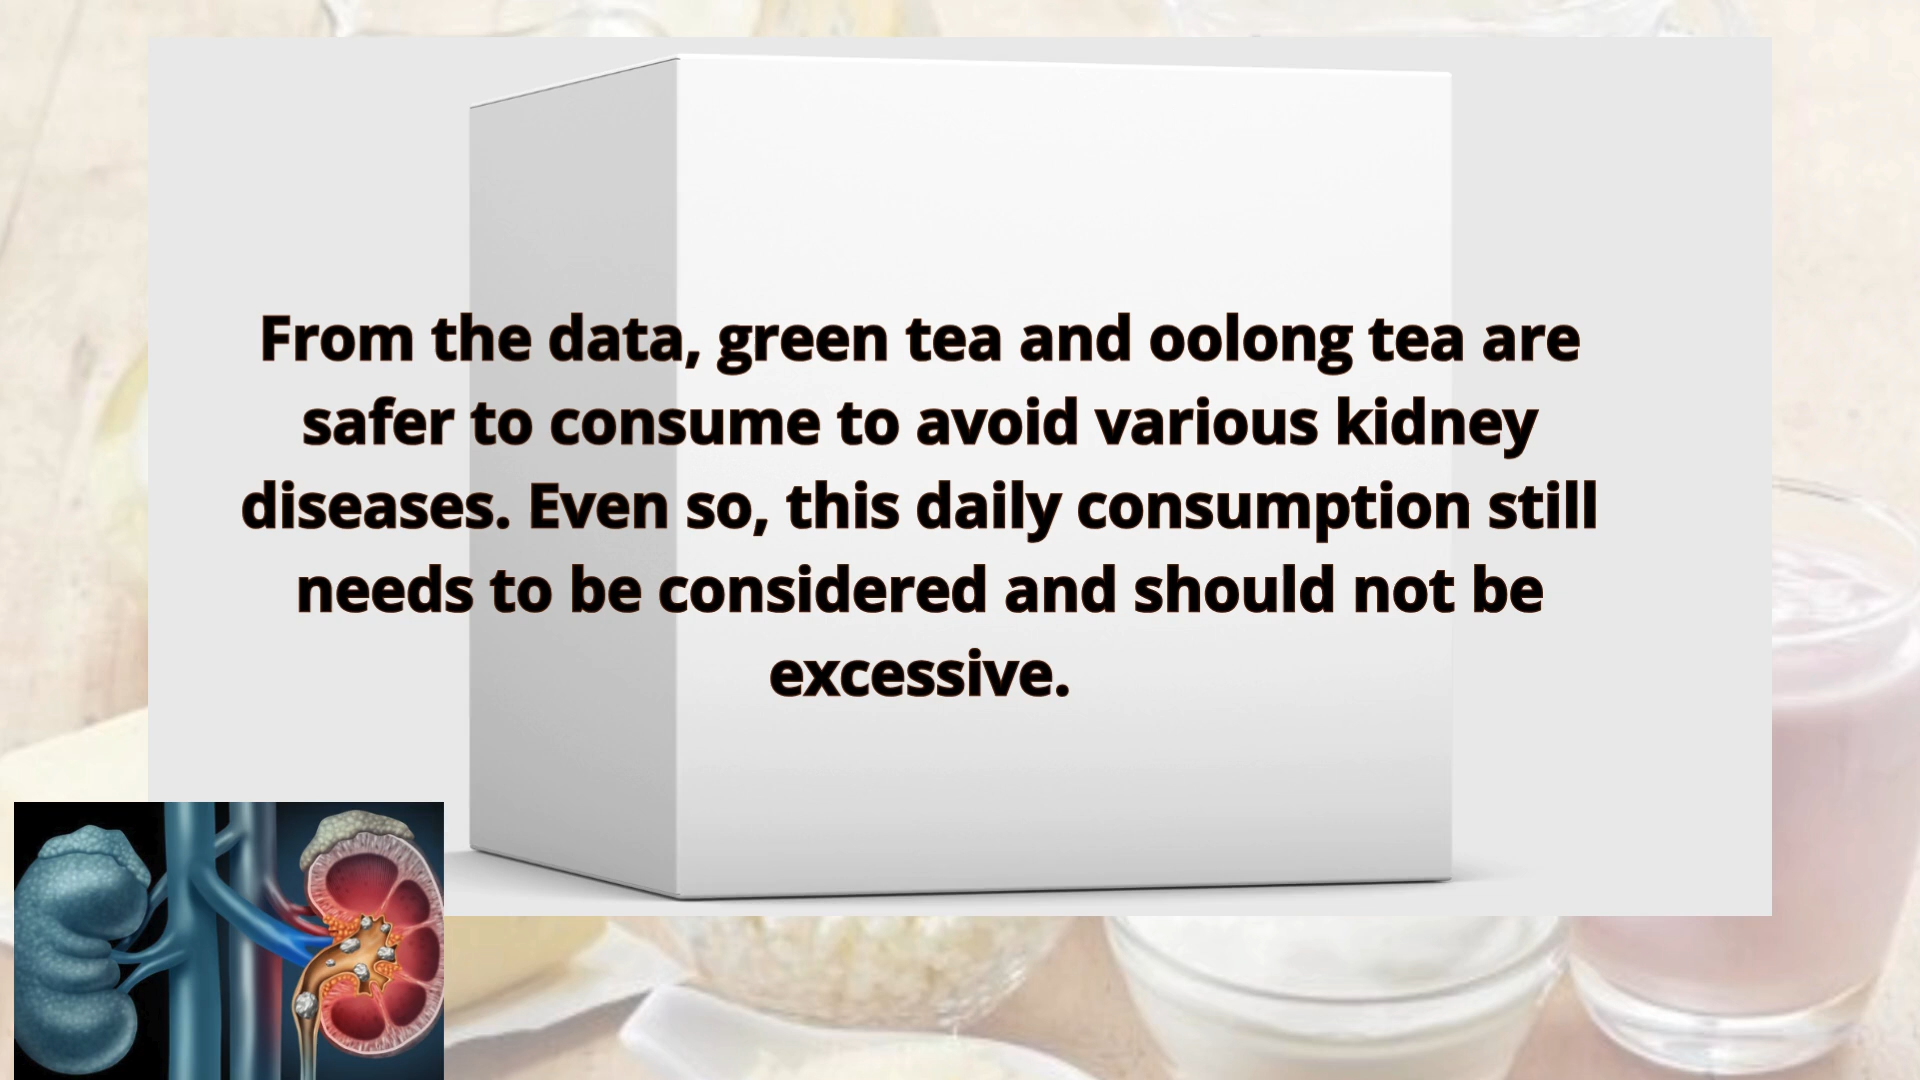 From the data, green tea and oolong tea are
safer to consume to avoid various kidney
diseases. Even so, this daily consumption still
needs to be considered and should not be
excessive.